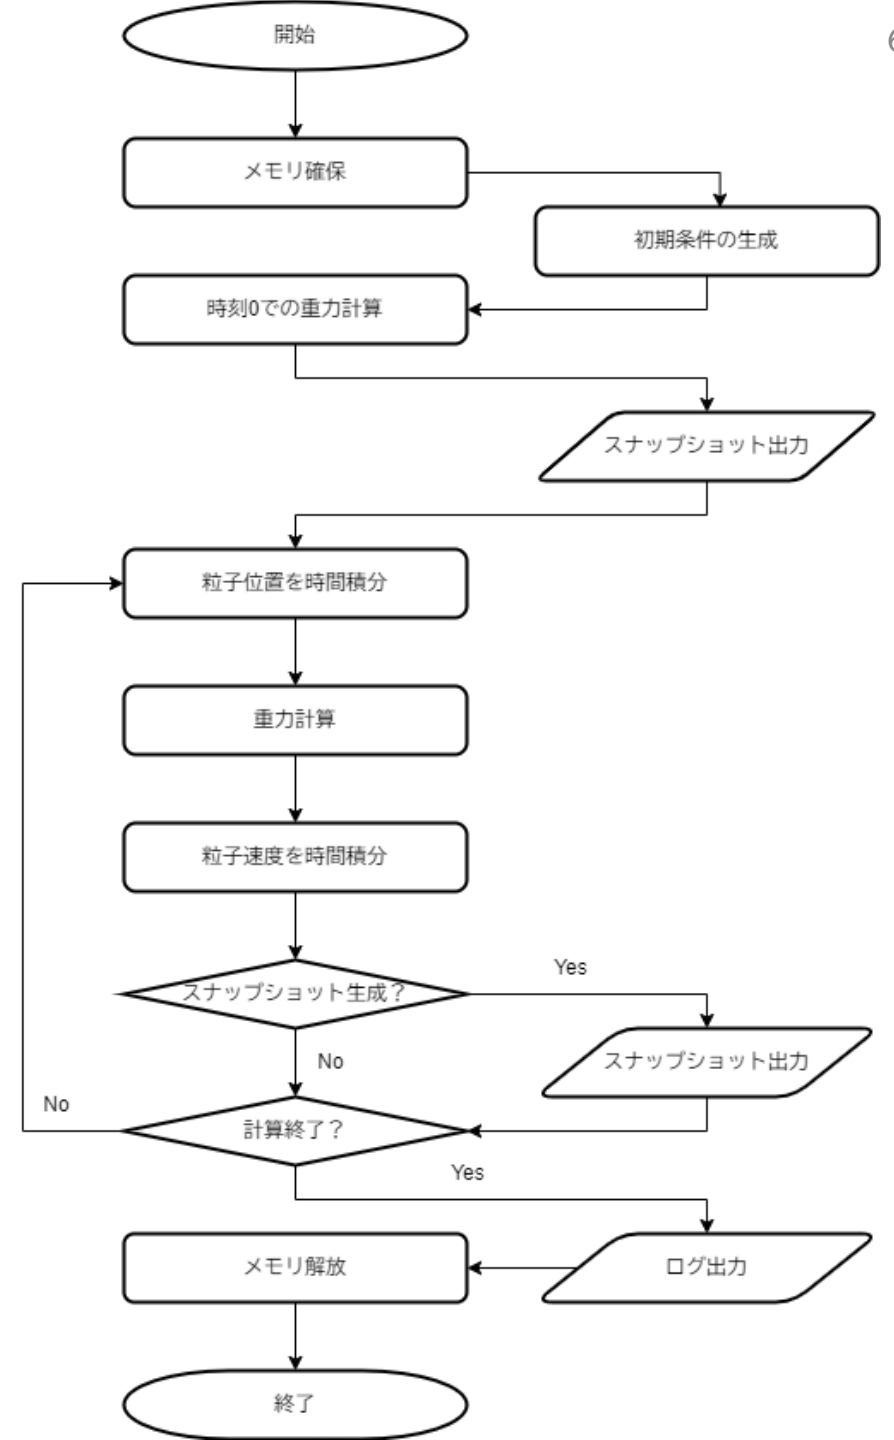 開始
メモリ確保
初期条件の生成
時刻0での重力計算
スナップショット出力
粒子位置を時間積分
重力計算
粒子速度を時間積分
スナップショット生成？
Yes
スナップショット出力
No
計算終了？
No
Yes
ログ出力
メモリ解放
終了